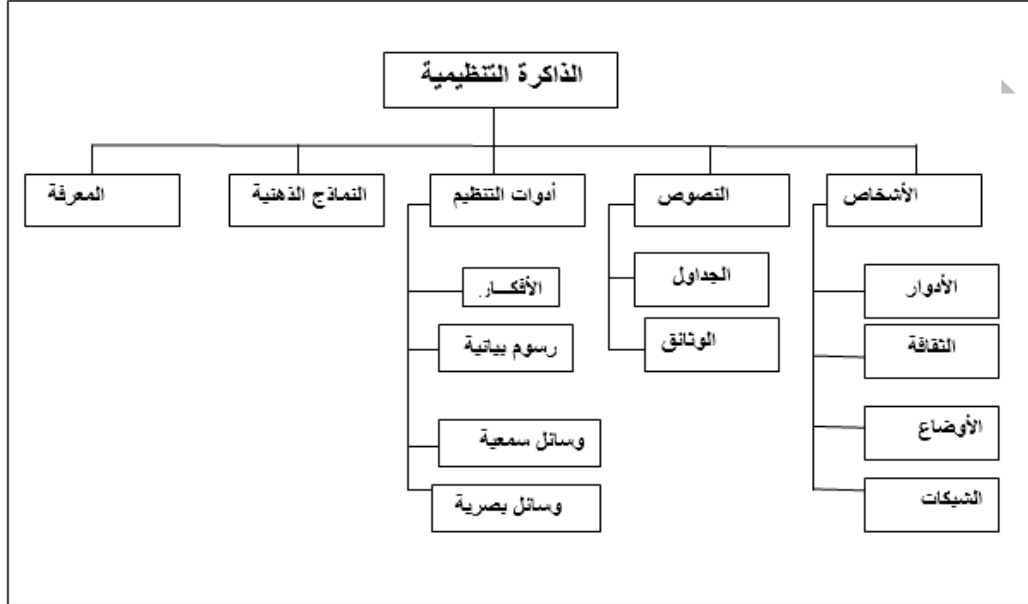 الذاكرة التنظيمية
الأشخاص
النصوص
أدوات التنظيم
النماذج الذهنية
المعرفة
الأدوار
الثقافة
الأوضاع
الشبكات
الجداول
الوثائق
الأفكــار.
رسوم بيانية
وسائل سمعية
وسائل بصرية